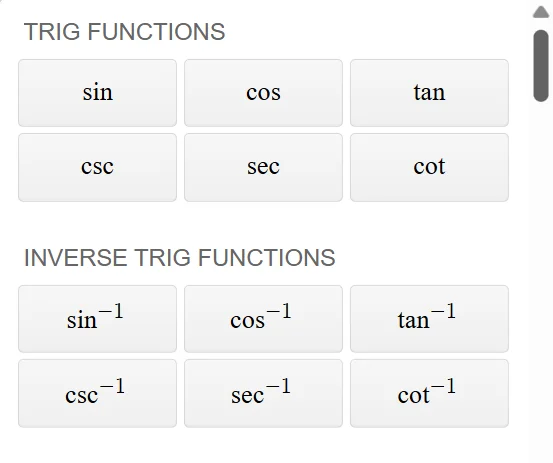 TRIG FUNCTIONS
sin cos tan
csc sec cot
INVERSE TRIG FUNCTIONS
sin⁻¹ cos⁻¹ tan⁻¹
csc⁻¹ sec⁻¹ cot⁻¹